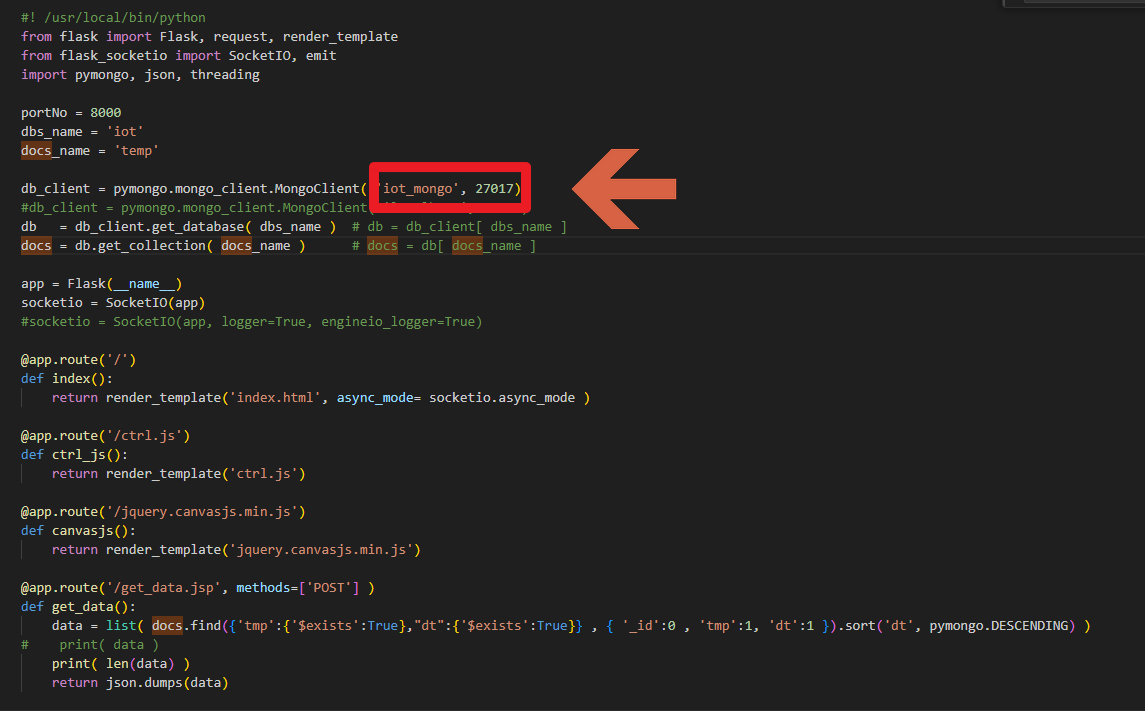 #! /usr/local/bin/python
from flask import Flask, request, render_template
from flask_socketio import SocketIO, emit
import pymongo, json, threading
portNo = 8000
dbs_name = 'iot'
docs_name = 'temp'
db_client = pymongo.mongo_client.MongoClient( 'iot_mongo', 27017)
#db_client = pymongo.mongo_client.MongoClient(
db   = db_client.get_database( dbs_name )  # db = db_client[ dbs_name ]
docs = db.get_collection( docs_name )      # docs = db[ docs_name ]
app = Flask(__name__)
socketio = SocketIO(app)
#socketio = SocketIO(app, logger=True, engineio_logger=True)
@app.route('/')
def index():
    return render_template('index.html', async_mode= socketio.async_mode )
@app.route('/ctrl.js')
def ctrl_js():
    return render_template('ctrl.js')
@app.route('/jquery.canvasjs.min.js')
def canvasjs():
    return render_template('jquery.canvasjs.min.js')
@app.route('/get_data.jsp', methods=['POST'] )
def get_data():
    data = list( docs.find({'tmp':{'$exists':True},"dt":{'$exists':True}} , { '_id':0 , 'tmp':1, 'dt':1 }).sort('dt', pymongo.DESCENDING) )
#    print( data )
    print( len(data) )
    return json.dumps(data)